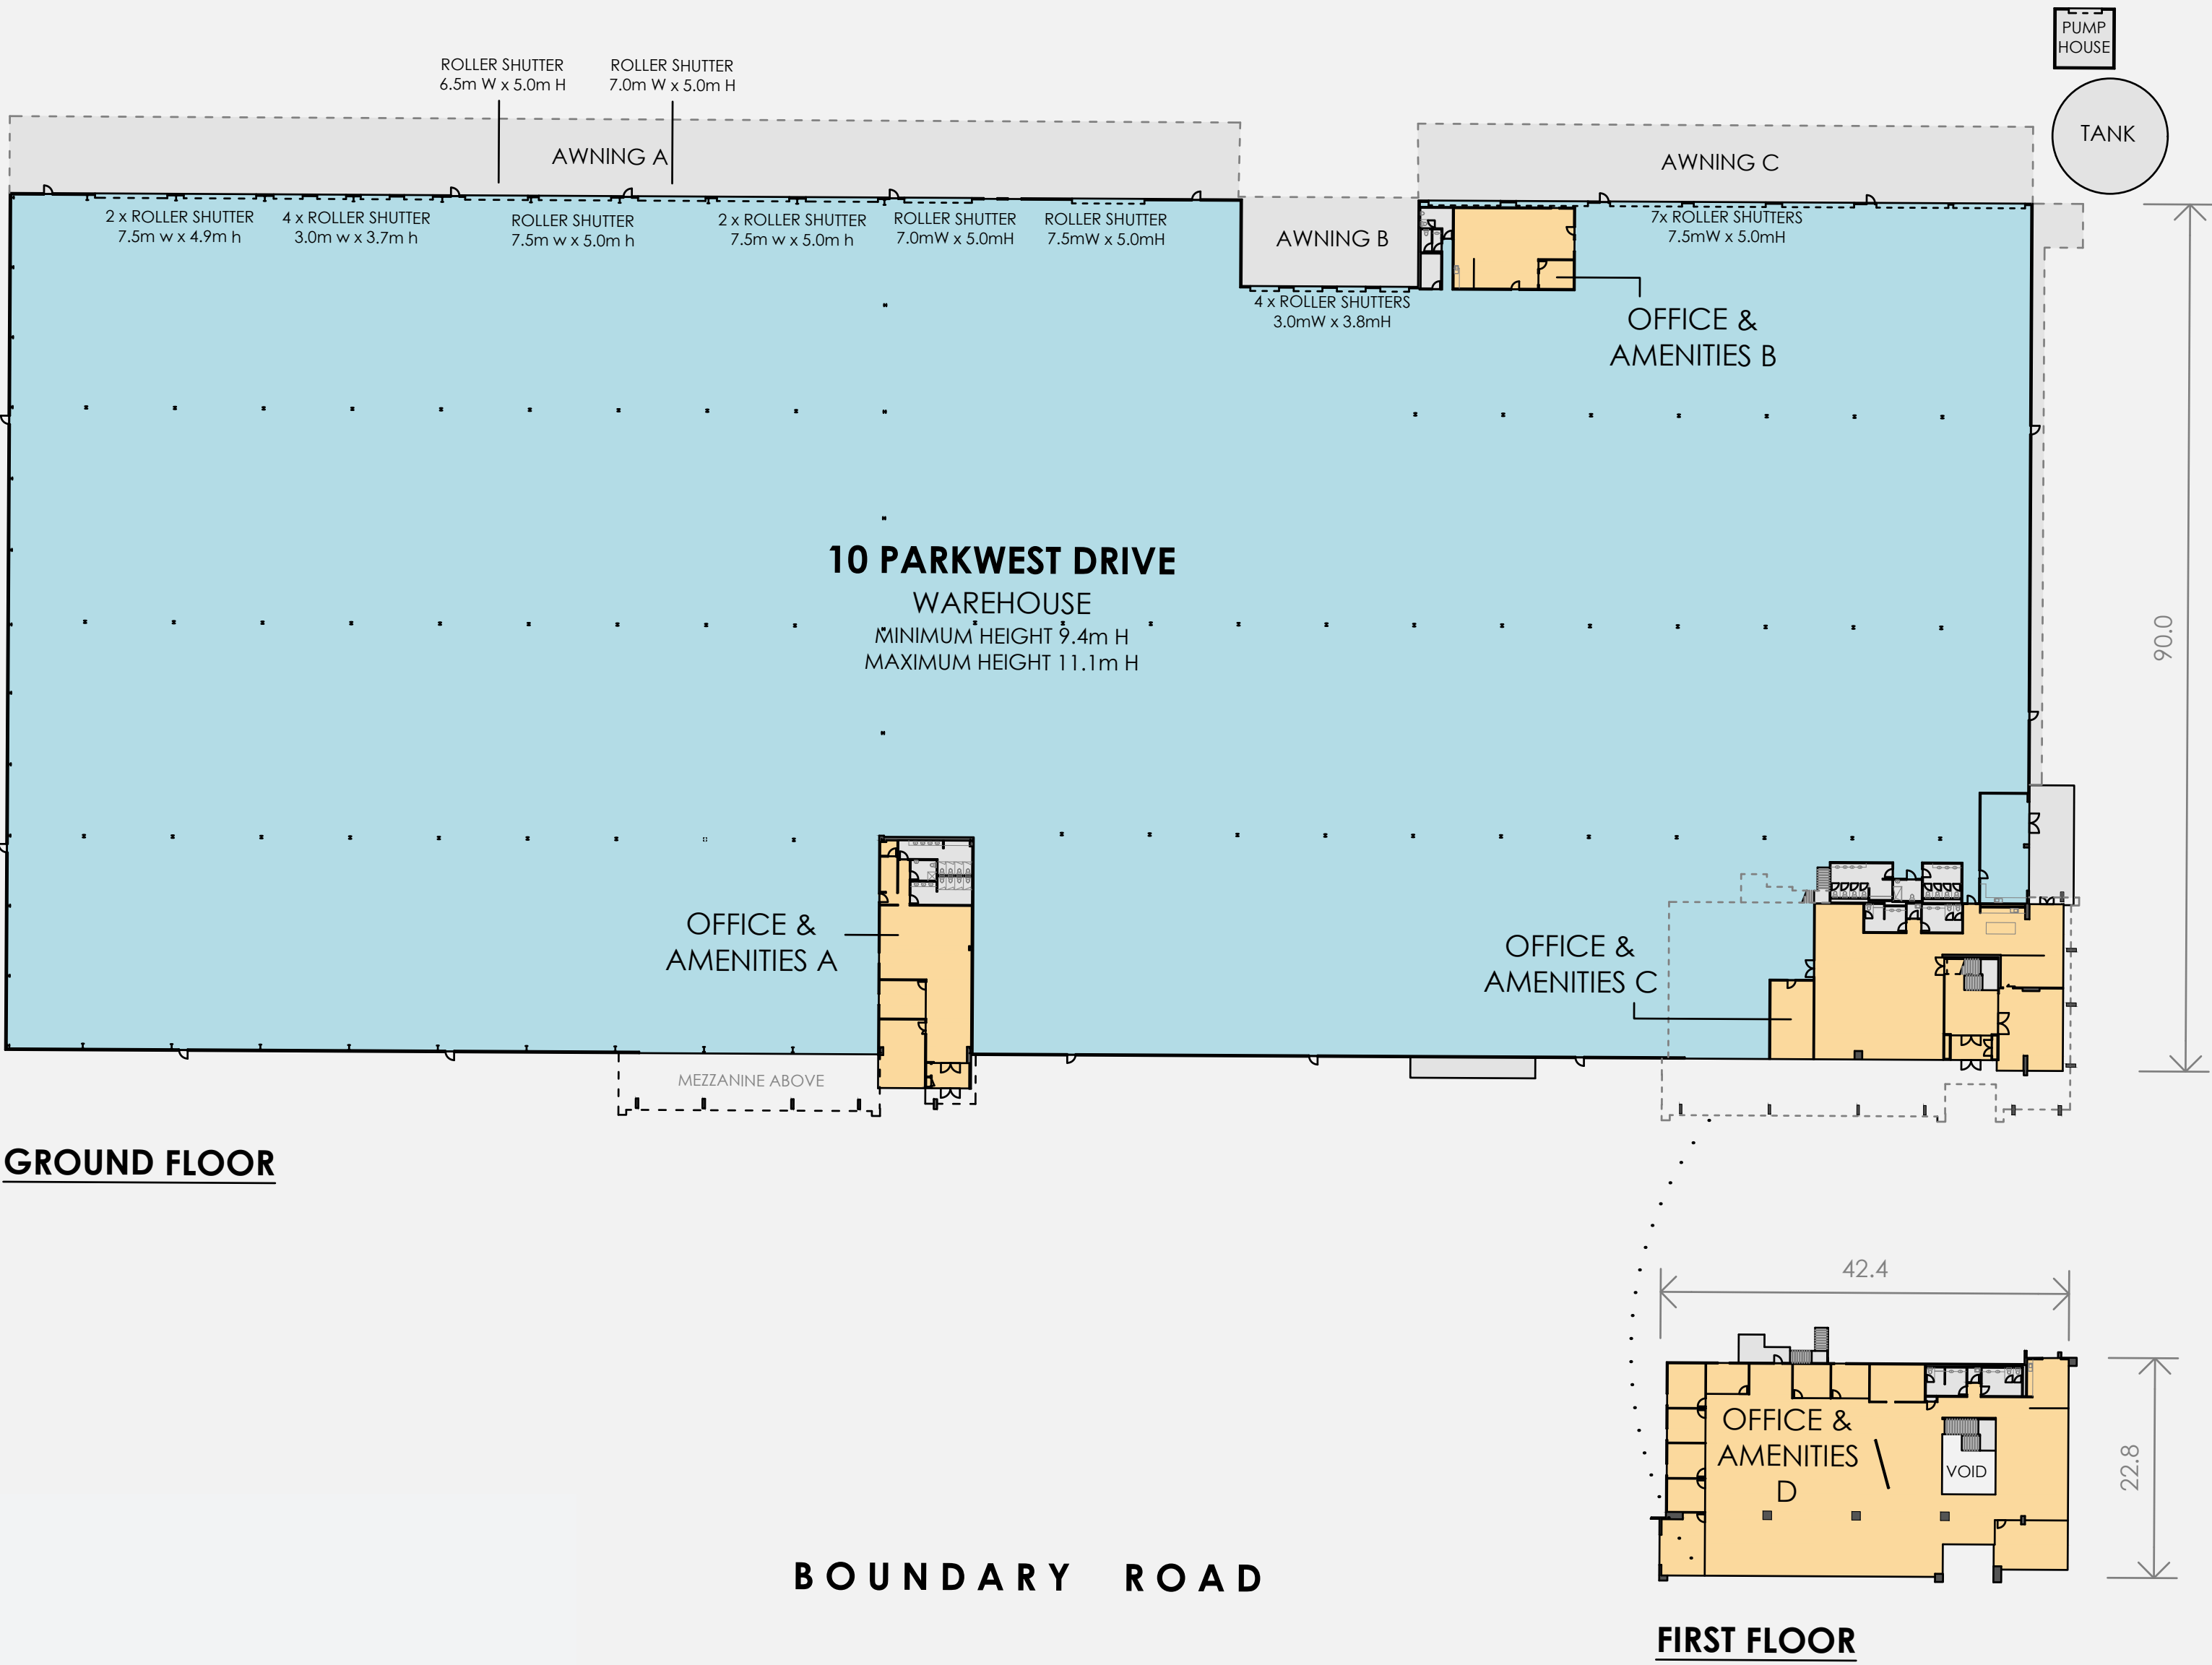 PUMP
HOUSE
TANK
ROLLER SHUTTER
6.5m W x 5.0m H
ROLLER SHUTTER
7.0m W x 5.0m H
AWNING A
AWNING C
2 x ROLLER SHUTTER
7.5m w x 4.9m h
4 x ROLLER SHUTTER
3.0m w x 3.7m h
ROLLER SHUTTER
7.5m w x 5.0m h
2 x ROLLER SHUTTER
7.5m w x 5.0m h
ROLLER SHUTTER
7.0mW x 5.0mH
ROLLER SHUTTER
7.5mW x 5.0mH
AWNING B
7x ROLLER SHUTTERS
7.5mW x 5.0mH
4 x ROLLER SHUTTERS
3.0mW x 3.8mH
OFFICE &
AMENITIES B
10 PARKWEST DRIVE
WAREHOUSE
MINIMUM HEIGHT 9.4m H
MAXIMUM HEIGHT 11.1m H
90.0
OFFICE &
AMENITIES A
OFFICE &
AMENITIES C
MEZZANINE ABOVE
GROUND FLOOR
42.4
OFFICE &
AMENITIES
D
VOID
22.8
BOUNDARY ROAD
FIRST FLOOR